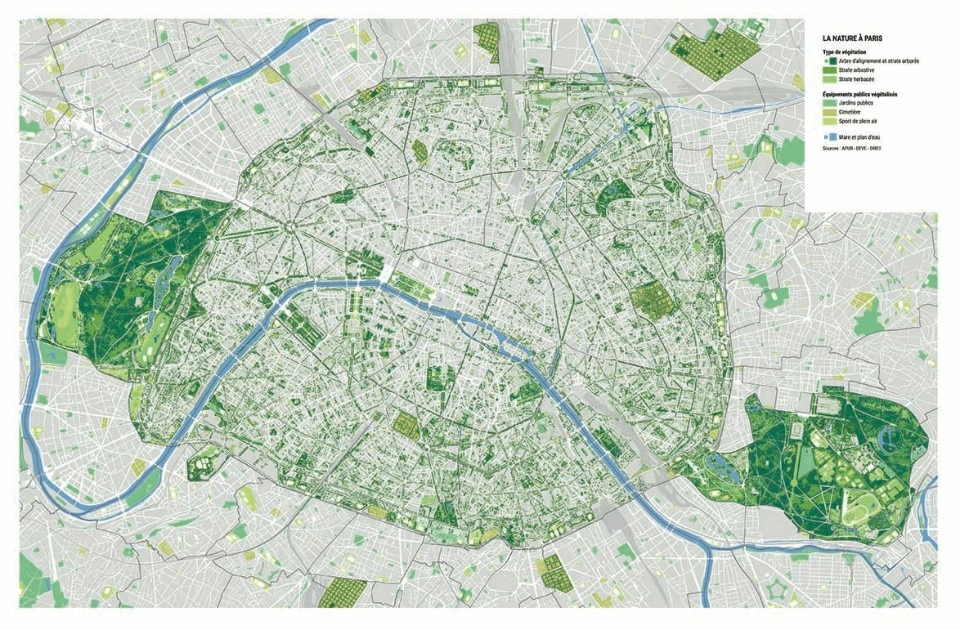 LA NATURE À PARIS
Type de végétation
Arbre d'alignement et strate arborée
Strate arbustive
Strate herbacée
Équipements publics végétalisés
Jardins publics
Cimetière
Sport de plein air
Mare et plan d'eau
Sources : APUR - DEVE - DRIES